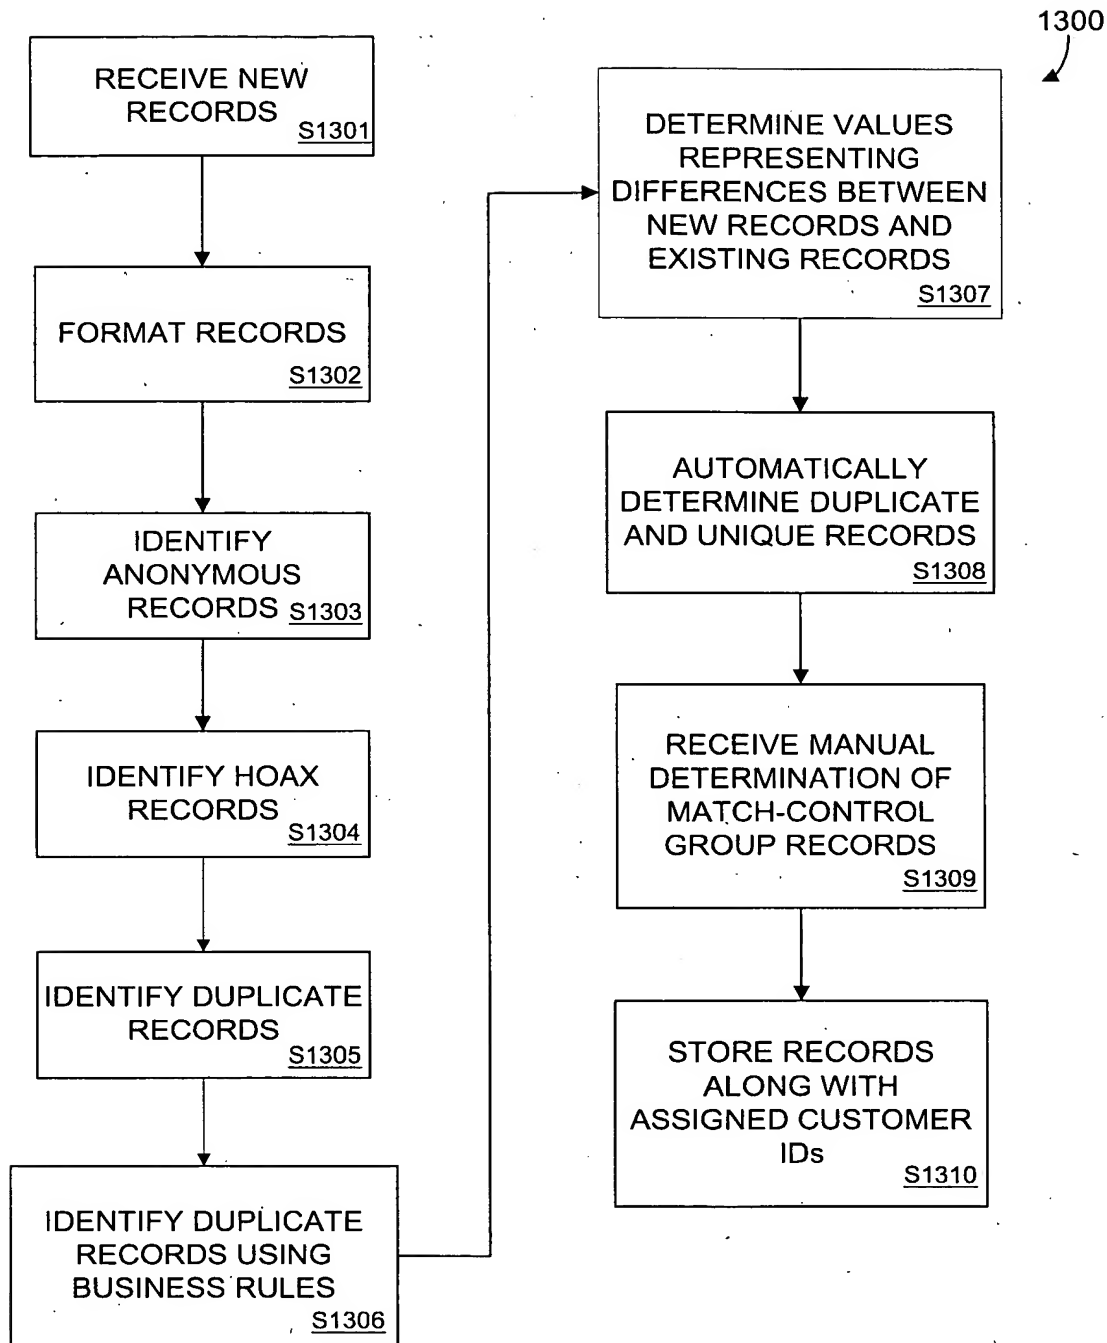 1300
RECEIVE NEW
RECORDS
S1301
FORMAT RECORDS
S1302
IDENTIFY
ANONYMOUS
RECORDS S1303
IDENTIFY HOAX
RECORDS
S1304
IDENTIFY DUPLICATE
RECORDS
S1305
IDENTIFY DUPLICATE
RECORDS USING
BUSINESS RULES
S1306
DETERMINE VALUES
REPRESENTING
DIFFERENCES BETWEEN
NEW RECORDS AND
EXISTING RECORDS
S1307
AUTOMATICALLY
DETERMINE DUPLICATE
AND UNIQUE RECORDS
S1308
RECEIVE MANUAL
DETERMINATION OF
MATCH-CONTROL
GROUP RECORDS
S1309
STORE RECORDS
ALONG WITH
ASSIGNED CUSTOMER
IDs
S1310